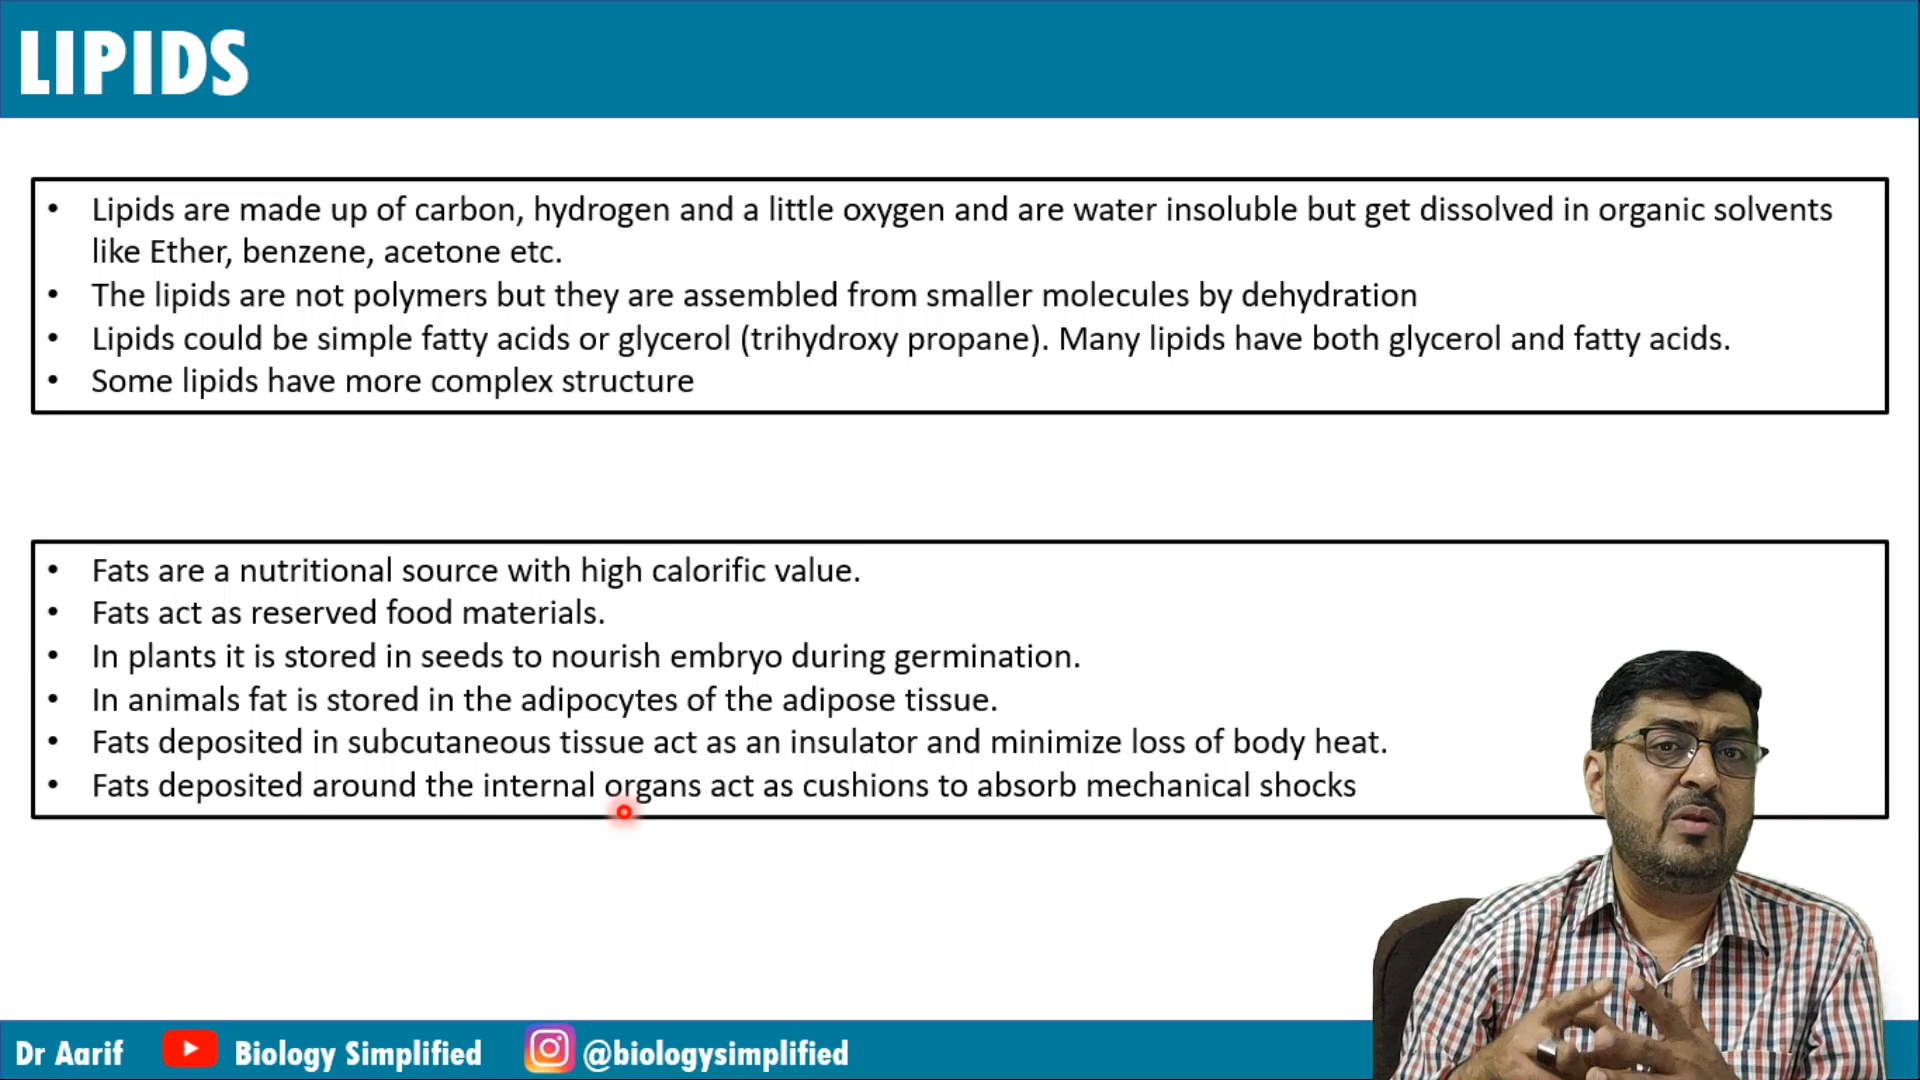 LIPIDS
• Lipids are made up of carbon, hydrogen and a little oxygen and are water insoluble but get dissolved in organic solvents
like Ether, benzene, acetone etc.
• The lipids are not polymers but they are assembled from smaller molecules by dehydration
• Lipids could be simple fatty acids or glycerol (trihydroxy propane). Many lipids have both glycerol and fatty acids.
• Some lipids have more complex structure
• Fats are a nutritional source with high calorific value.
• Fats act as reserved food materials.
• In plants it is stored in seeds to nourish embryo during germination.
• In animals fat is stored in the adipocytes of the adipose tissue.
• Fats deposited in subcutaneous tissue act as an insulator and minimize loss of body heat.
• Fats deposited around the internal organs act as cushions to absorb mechanical shocks
Dr Aarif Biology Simplified @biologysimplified